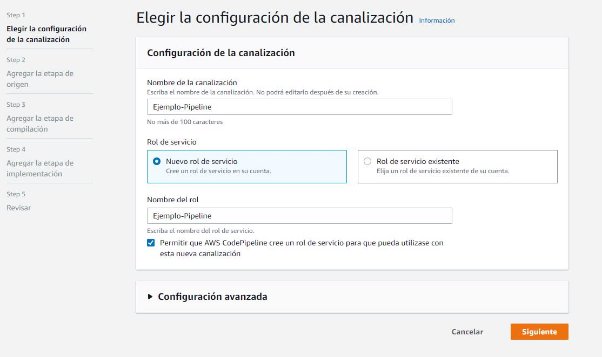 Step 1
Elegir la configuración
de la canalización
Step 2
Agregar la etapa de
origen
Step 3
Agregar la etapa de
compilación
Step 4
Agregar la etapa de
implementación
Step 5
Revisar
Elegir la configuración de la canalización Información
Configuración de la canalización
Nombre de la canalización
Escriba el nombre de la canalización. No podrá editarlo después de su creación.
Ejemplo-Pipeline
No más de 100 caracteres
Rol de servicio
Nuevo rol de servicio
Cree un rol de servicio en su cuenta.
Rol de servicio existente
Elija un rol de servicio existente de su cuenta.
Nombre del rol
Ejemplo-Pipeline
Escriba el nombre del rol de servicio.
Permitir que AWS CodePipeline cree un rol de servicio para que pueda utilizase con
esta nueva canalización
Configuración avanzada
Cancelar
Siguiente